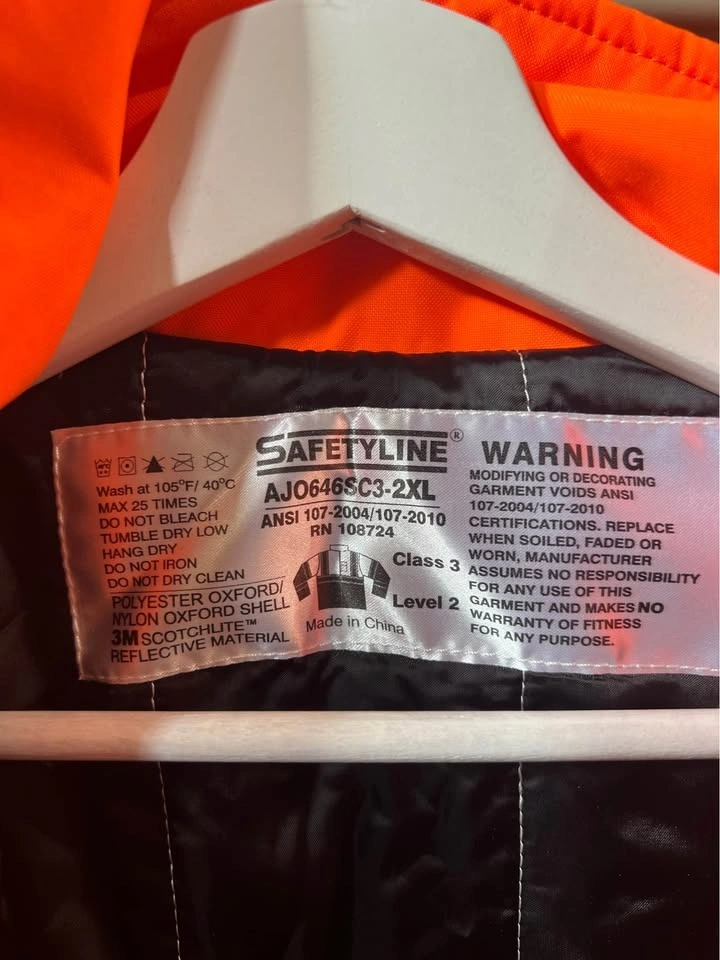 Wash at 105°F/ 40°C
MAX 25 TIMES
DO NOT BLEACH
TUMBLE DRY LOW
HANG DRY
DO NOT IRON
DO NOT DRY CLEAN
POLYESTER OXFORD/
NYLON OXFORD SHELL
3M SCOTCHLITE™
REFLECTIVE MATERIAL
SAFETYLINE®
AJO646SC3-2XL
ANSI 107-2004/107-2010
RN 108724
Class 3
Level 2
Made in China
WARNING
MODIFYING OR DECORATING
GARMENT VOIDS ANSI
107-2004/107-2010
CERTIFICATIONS. REPLACE
WHEN SOILED, FADED OR
WORN, MANUFACTURER
ASSUMES NO RESPONSIBILITY
FOR ANY USE OF THIS
GARMENT AND MAKES NO
WARRANTY OF FITNESS
FOR ANY PURPOSE.